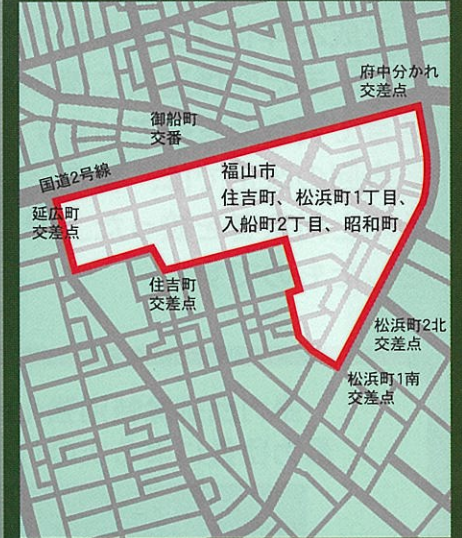 府中分かれ
交差点
御船町
交番
国道2号線
福山市
住吉町、松浜町1丁目、
入船町2丁目、昭和町
延広町
交差点
住吉町
交差点
松浜町2北
交差点
松浜町1南
交差点